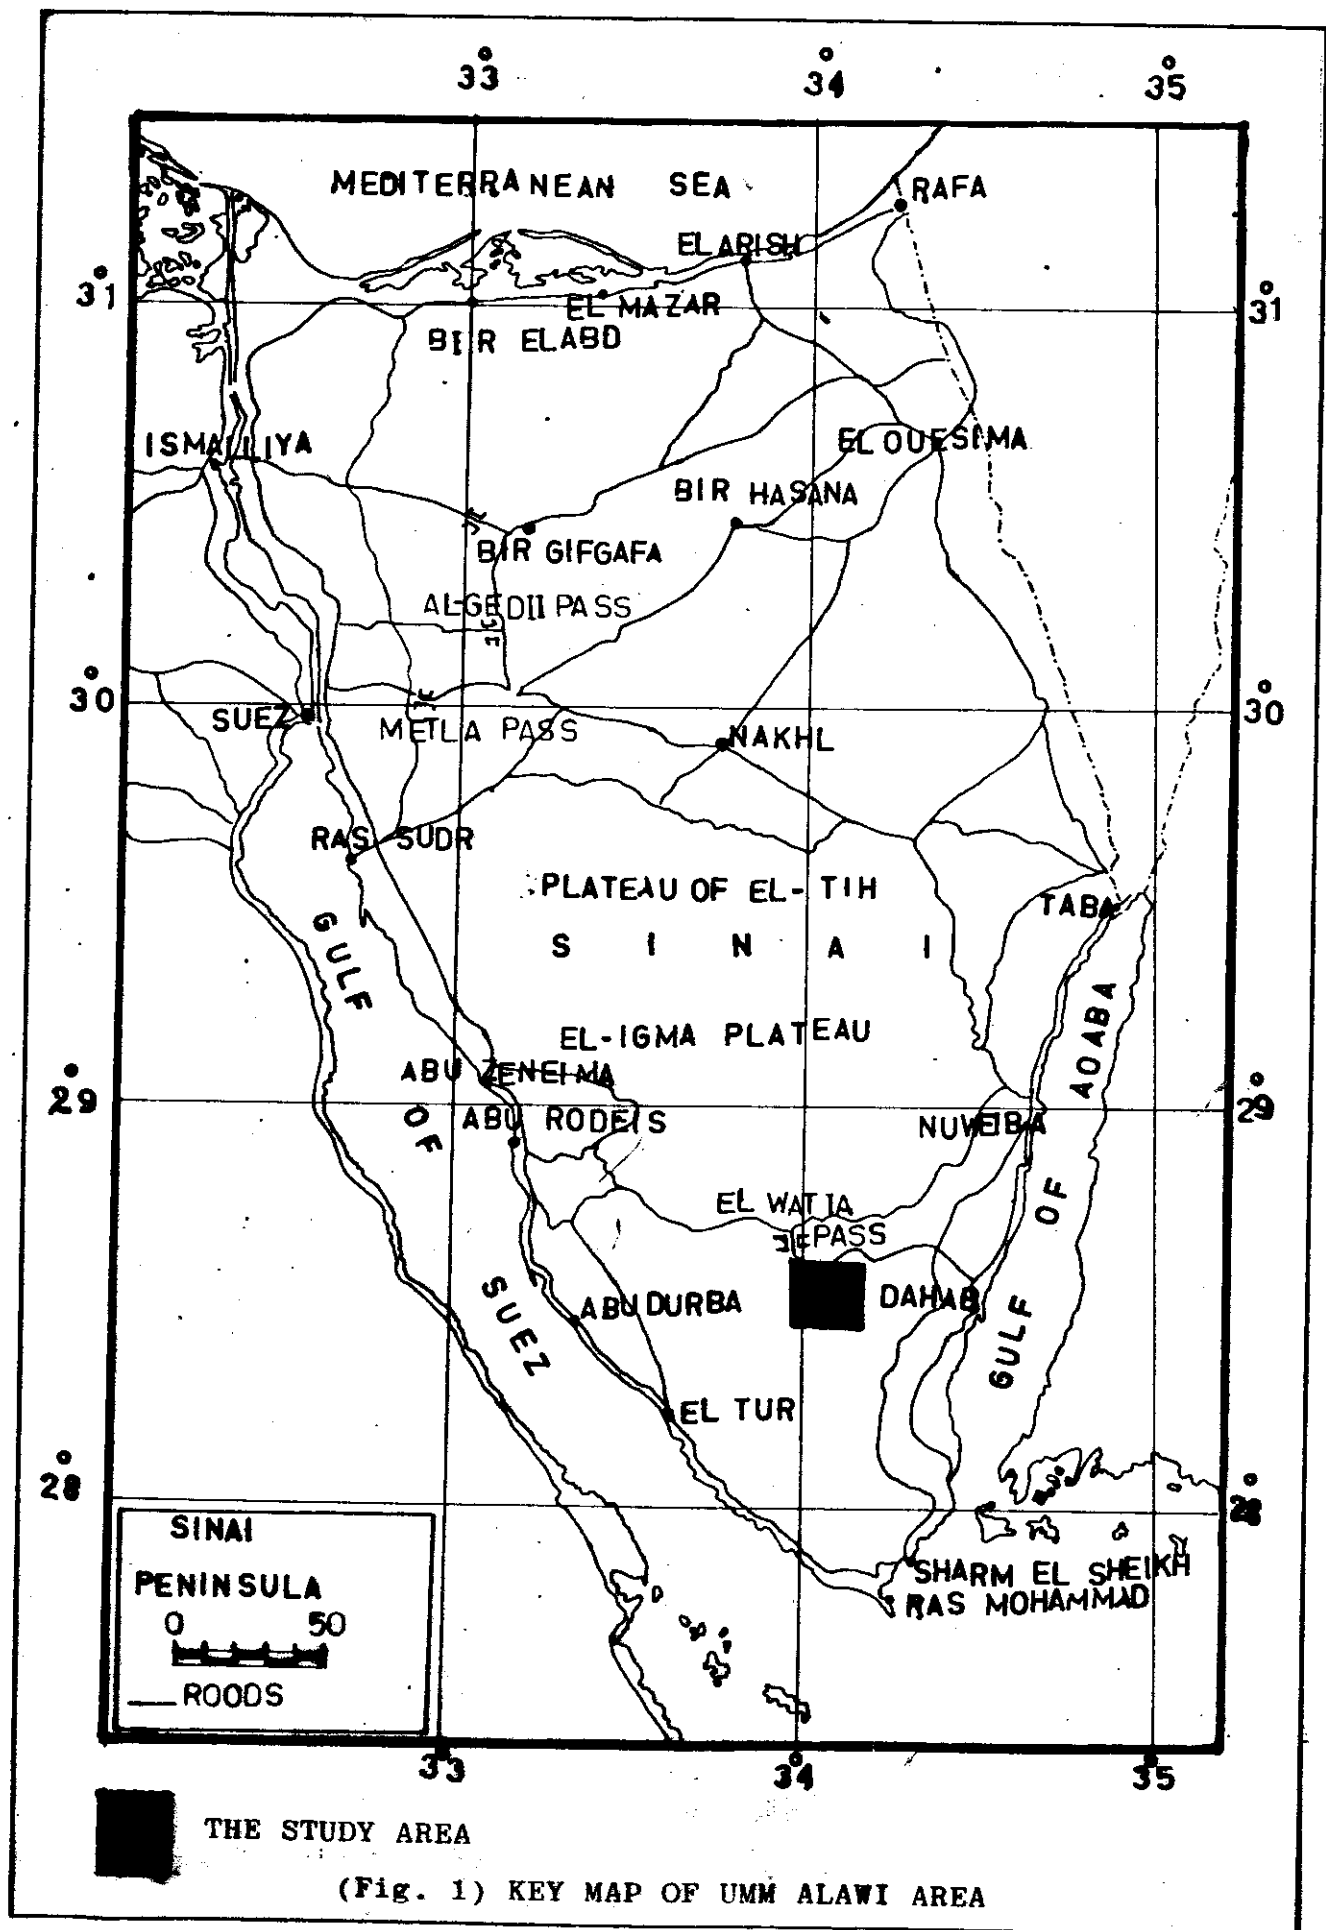 33° 34° 35°
MEDITERRANEAN SEA
RAFA
EL ARISH
31° 31°
EL MAZAR
BIR ELABD
ISMAILIYA
EL OUESIMA
BIR HASANA
BIR GIFGAFA
ALGEDII PASS
30° 30°
SUEZ
METLA PASS
NAKHL
RAS SUDR
PLATEAU OF EL-TIH
TABA
SINAI
EL-IGMA PLATEAU
ABU ZENEIMA
29° 29°
ABU RODEIS
NUWEIBA
GULF OF SUEZ
GULF OF AOABA
EL WATIA
PASS
DAHAB
ABU DURBA
EL TUR
28° 28°
SINAI
PENINSULA
0 50
ROODS
SHARM EL SHEIKH
RAS MOHAMMAD
33 34 35
THE STUDY AREA
(Fig. 1) KEY MAP OF UMM ALAWI AREA